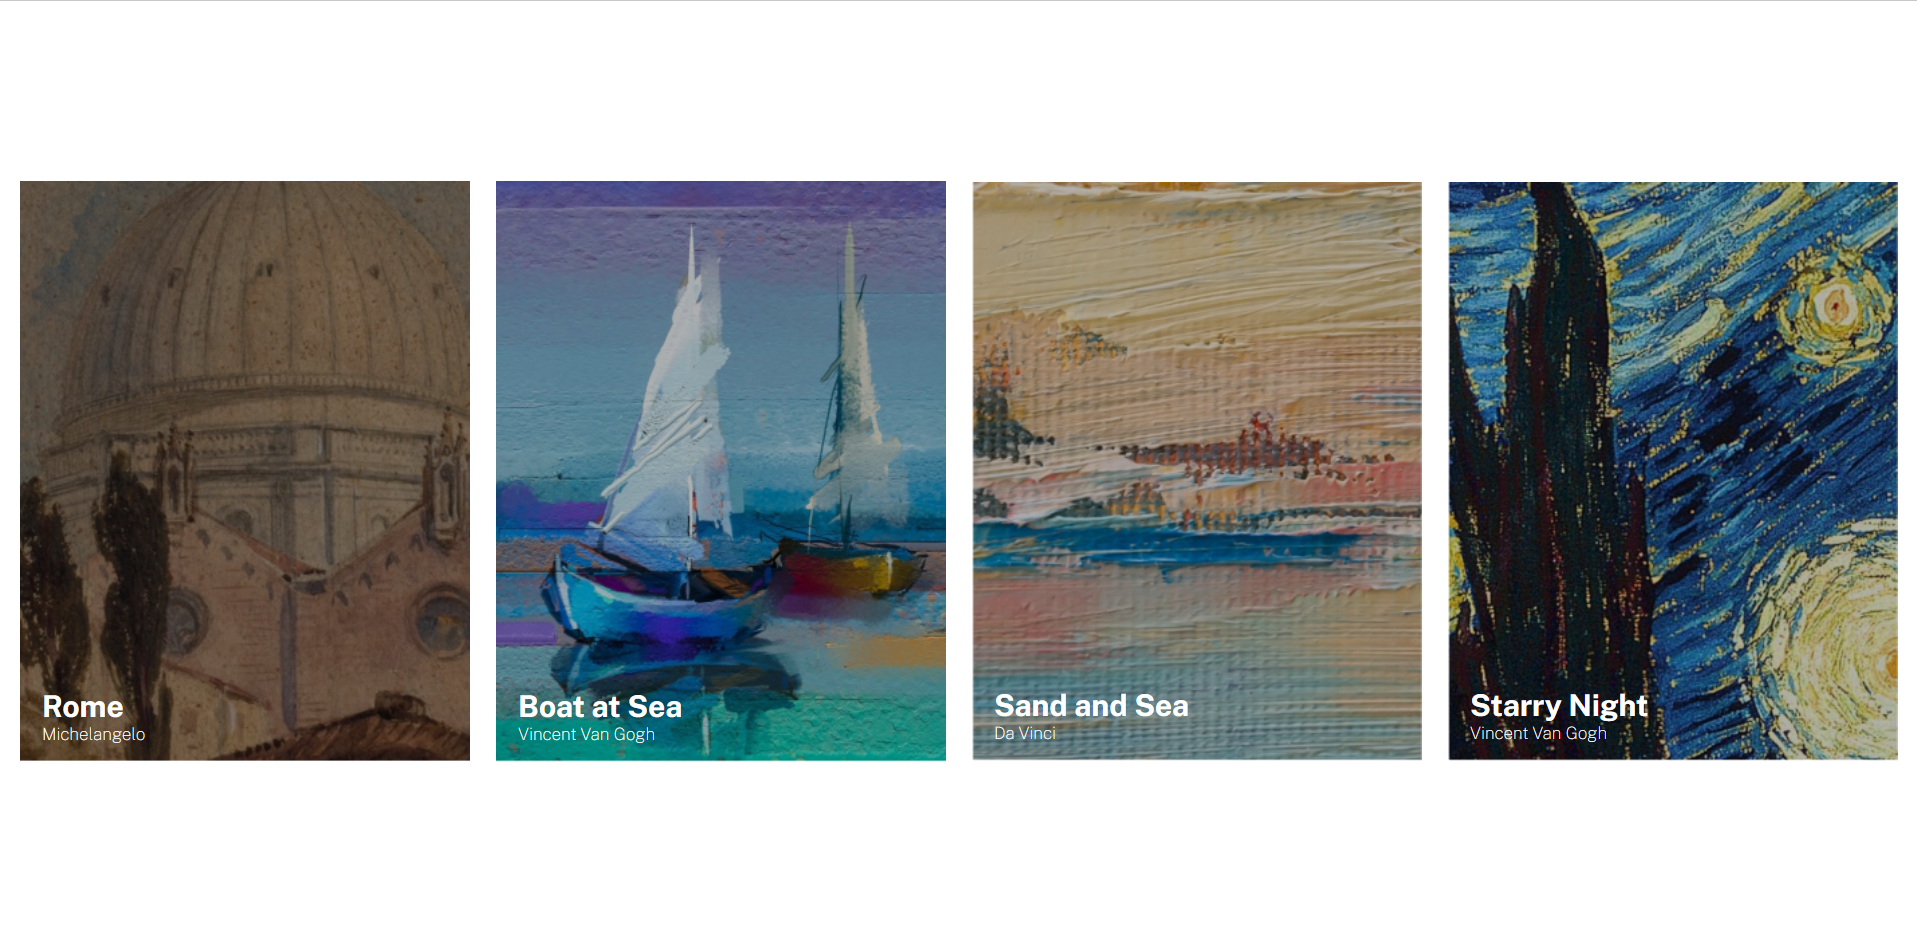 Rome
Michelangelo
Boat at Sea
Vincent Van Gogh
Sand and Sea
Da Vinci
Starry Night
Vincent Van Gogh